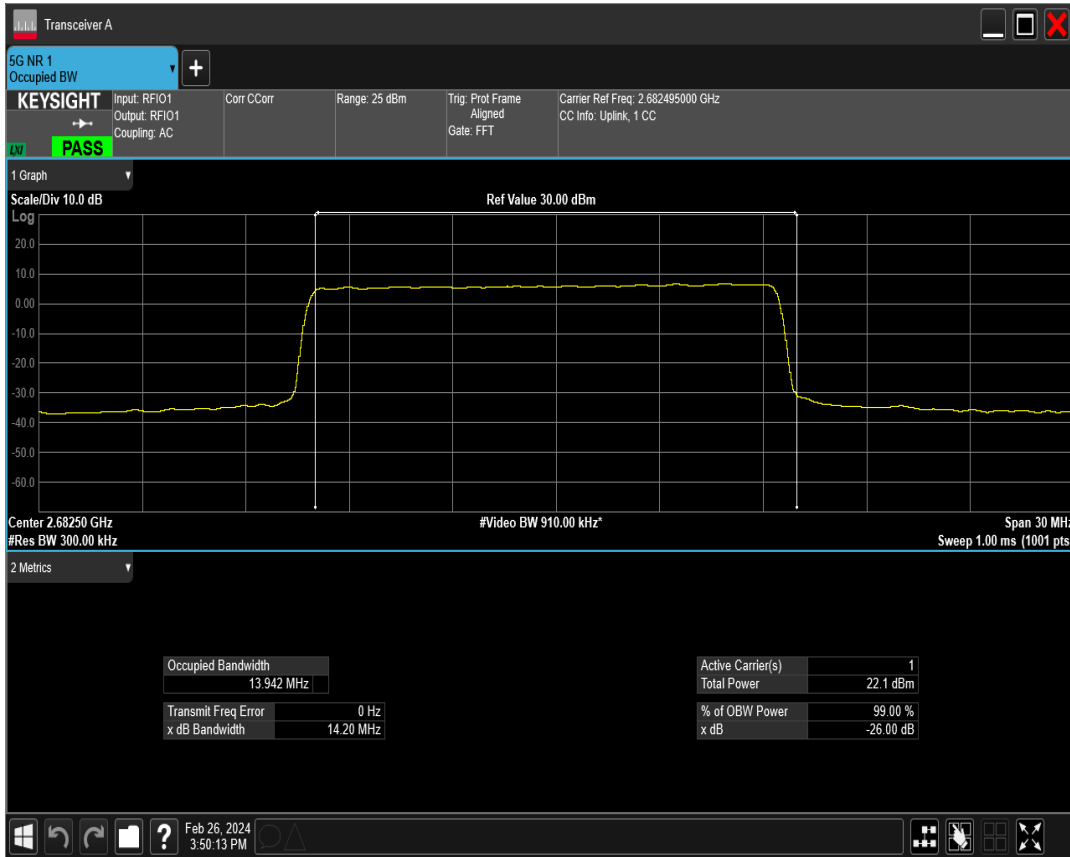 Transceiver A
5G NR 1
Occupied BW
+
KEYSIGHT
LXI
PASS
Input: RFIO1
Output: RFIO1
Coupling: AC
Corr CCorr
Range: 25 dBm
Trig: Prot Frame
Aligned
Gate: FFT
Carrier Ref Freq: 2.682495000 GHz
CC Info: Uplink, 1 CC
1 Graph
Scale/Div 10.0 dB
Ref Value 30.00 dBm
Log
20.0
10.0
0.00
-10.0
-20.0
-30.0
-40.0
-50.0
-60.0
Center 2.68250 GHz
#Video BW 910.00 kHz*
Span 30 MHz
#Res BW 300.00 kHz
Sweep 1.00 ms (1001 pts
2 Metrics
Occupied Bandwidth
13.942 MHz
Transmit Freq Error 0 Hz
x dB Bandwidth 14.20 MHz
Active Carrier(s) 1
Total Power 22.1 dBm
% of OBW Power 99.00 %
x dB -26.00 dB
?
Feb 26, 2024
3:50:13 PM